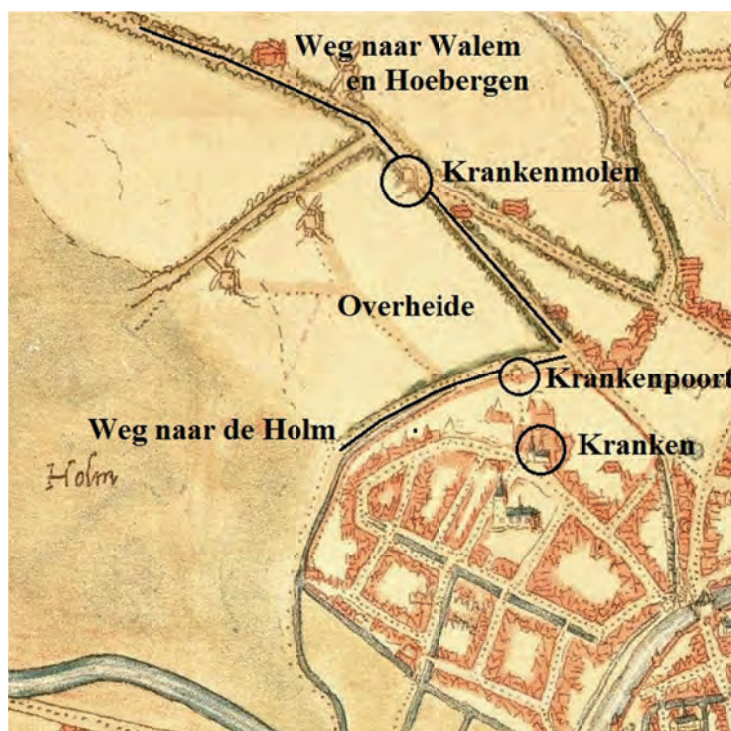 Weg naar Walem
en Hoebergen
Krankenmolen
Overheide
Krankenpoort
Weg naar de Holm
Kranken
Holm